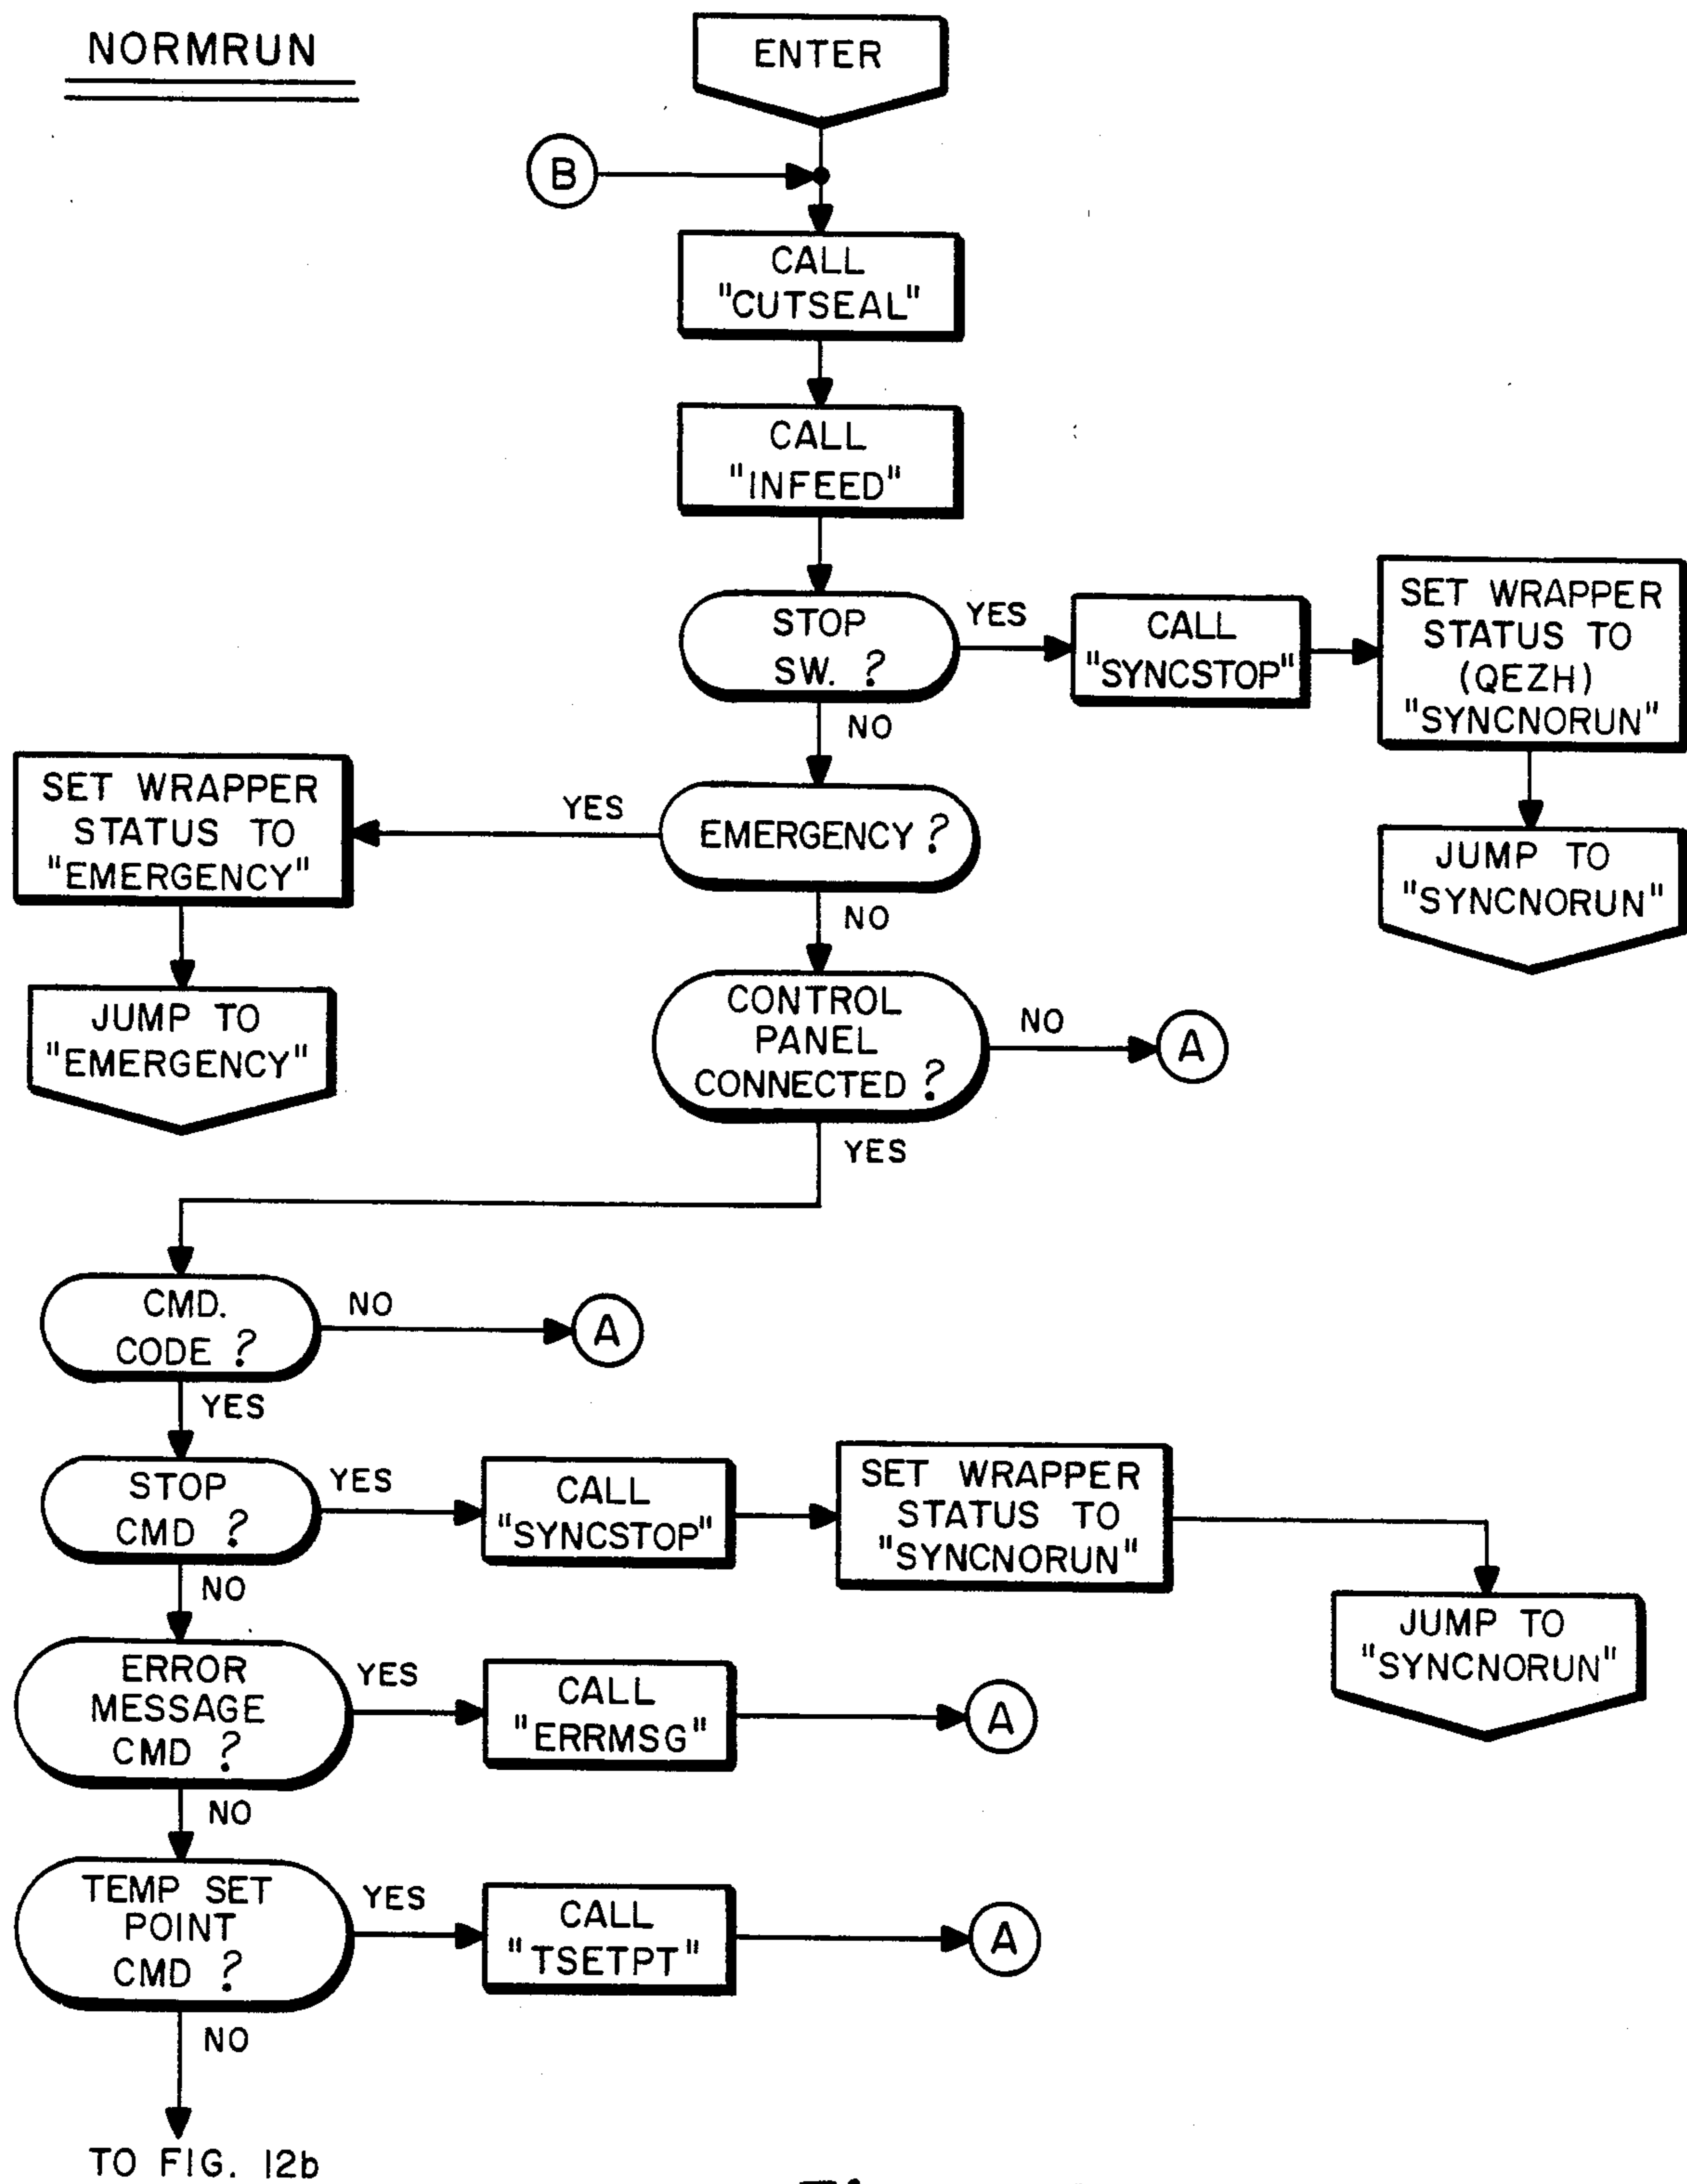 NORMRUN
ENTER
B
CALL
"CUTSEAL"
CALL
"INFEED"
STOP
SW. ?
YES
CALL
"SYNCSTOP"
SET WRAPPER
STATUS TO
(QEZH)
"SYNCNORUN"
JUMP TO
"SYNCNORUN"
NO
EMERGENCY ?
YES
SET WRAPPER
STATUS TO
"EMERGENCY"
JUMP TO
"EMERGENCY"
NO
CONTROL
PANEL
CONNECTED ?
NO
A
YES
CMD.
CODE ?
NO
A
YES
STOP
CMD ?
YES
CALL
"SYNCSTOP"
SET WRAPPER
STATUS TO
"SYNCNORUN"
JUMP TO
"SYNCNORUN"
NO
ERROR
MESSAGE
CMD ?
YES
CALL
"ERRMSG"
A
NO
TEMP SET
POINT
CMD ?
YES
CALL
"TSETPT"
A
NO
TO FIG. 12b